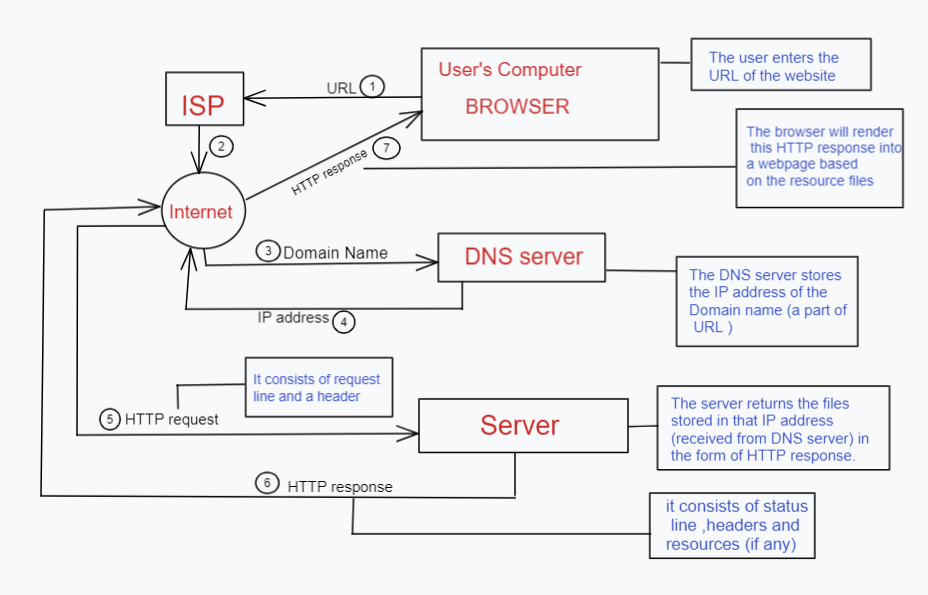 User's Computer
BROWSER
The user enters the
URL of the website
URL 1
ISP
2
HTTP response 7
The browser will render
this HTTP response into
a webpage based
on the resource files
Internet
3 Domain Name
DNS server
The DNS server stores
the IP address of the
Domain name (a part of
URL )
IP address 4
It consists of request
line and a header
5 HTTP request
Server
The server returns the files
stored in that IP address
(received from DNS server) in
the form of HTTP response.
6 HTTP response
it consists of status
line ,headers and
resources (if any)